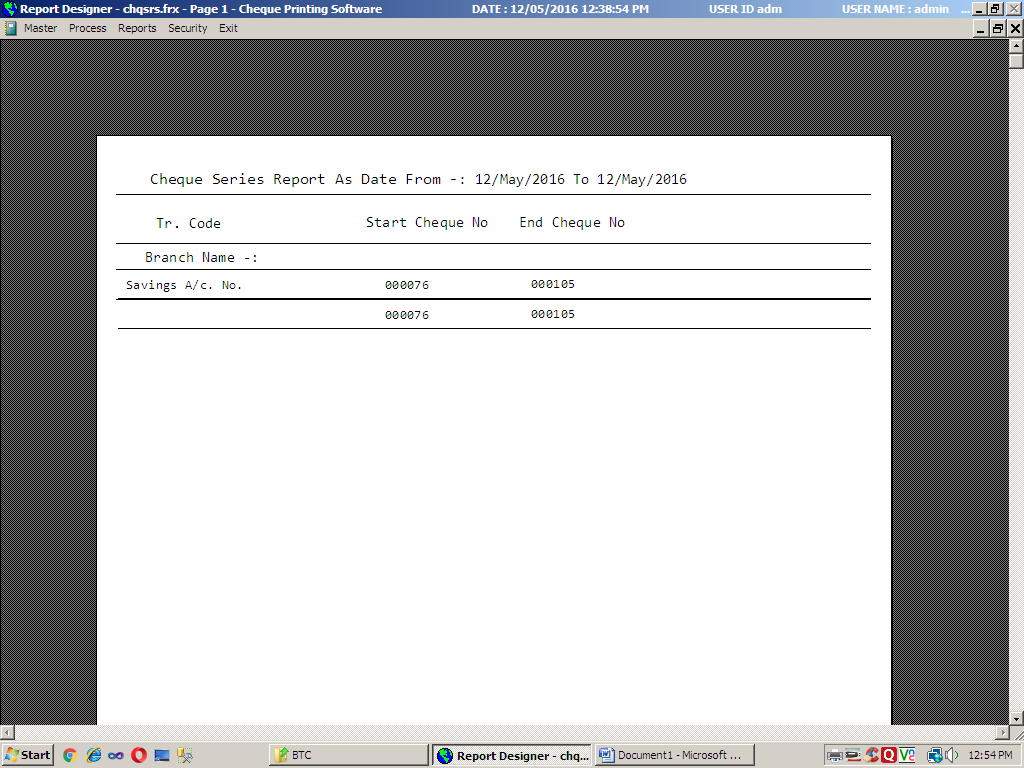 Report Designer - chqsrs.frx - Page 1 - Cheque Printing Software DATE : 12/05/2016 12:38:54 PM USER ID adm USER NAME : admin ...
Master Process Reports Security Exit
Cheque Series Report As Date From -: 12/May/2016 To 12/May/2016
Tr. Code Start Cheque No End Cheque No
Branch Name -:
Savings A/c. No. 000076 000105
000076 000105
Start BTC Report Designer - chq... Document1 - Microsoft ... 12:54 PM